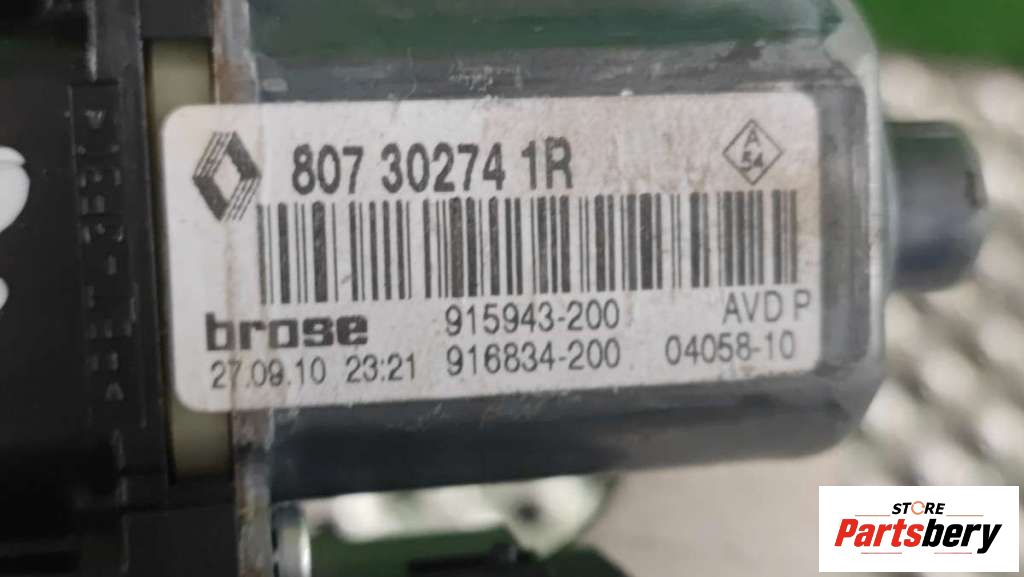 807 30274 1R
A
54
brose
915943-200
AVD P
27.09.10 23:21
916834-200
04058-10
STORE
Partsbery